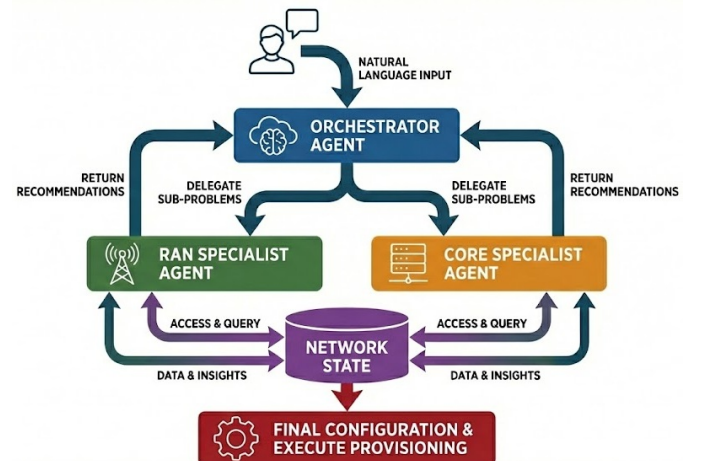 NATURAL
LANGUAGE INPUT
ORCHESTRATOR
AGENT
RETURN
RECOMMENDATIONS
DELEGATE
SUB-PROBLEMS
DELEGATE
SUB-PROBLEMS
RETURN
RECOMMENDATIONS
RAN SPECIALIST
AGENT
CORE SPECIALIST
AGENT
ACCESS & QUERY
ACCESS & QUERY
NETWORK
STATE
DATA & INSIGHTS
DATA & INSIGHTS
FINAL CONFIGURATION &
EXECUTE PROVISIONING